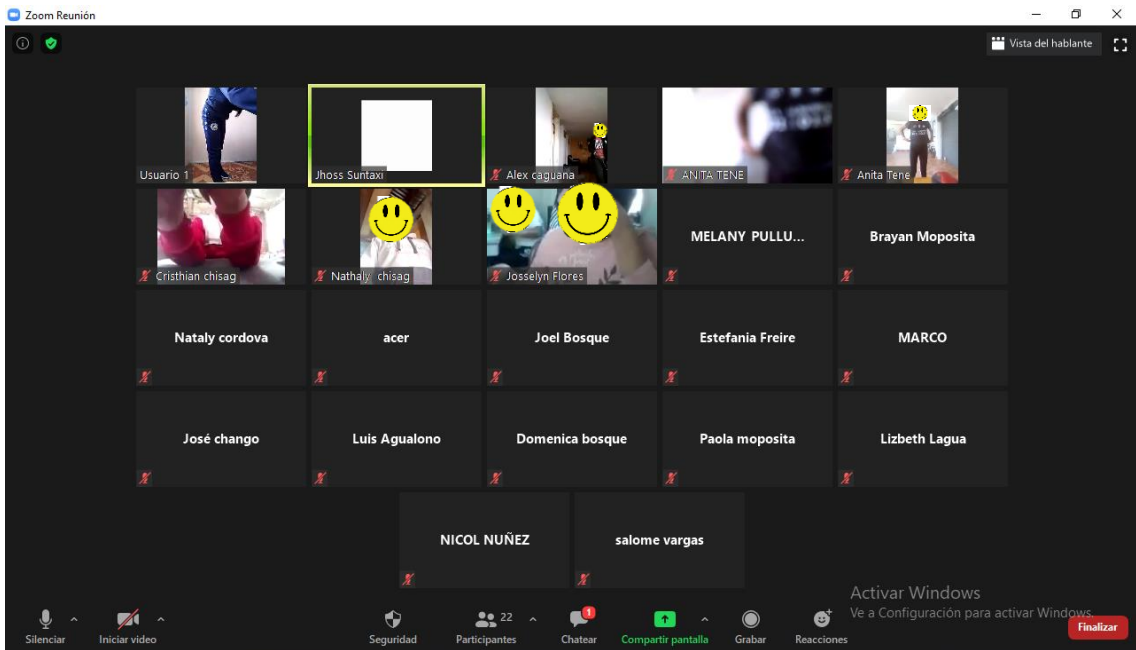 Zoom Reunión
Vista del hablante
Usuario 1
Jhoss Suntaxi
Alex caguana
ANITA TENE
Anita Tene
Cristhian chisag
Nathaly chisag
Josselyn Flores
MELANY PULLU...
Brayan Moposita
Nataly cordova
acer
Joel Bosque
Estefania Freire
MARCO
José chango
Luis Agualono
Domenica bosque
Paola moposita
Lizbeth Lagua
NICOL NUÑEZ
salome vargas
Activar Windows
Ve a Configuración para activar Windows.
22
1
Silenciar
Iniciar video
Seguridad
Participantes
Chatear
Compartir pantalla
Grabar
Reacciones
Finalizar